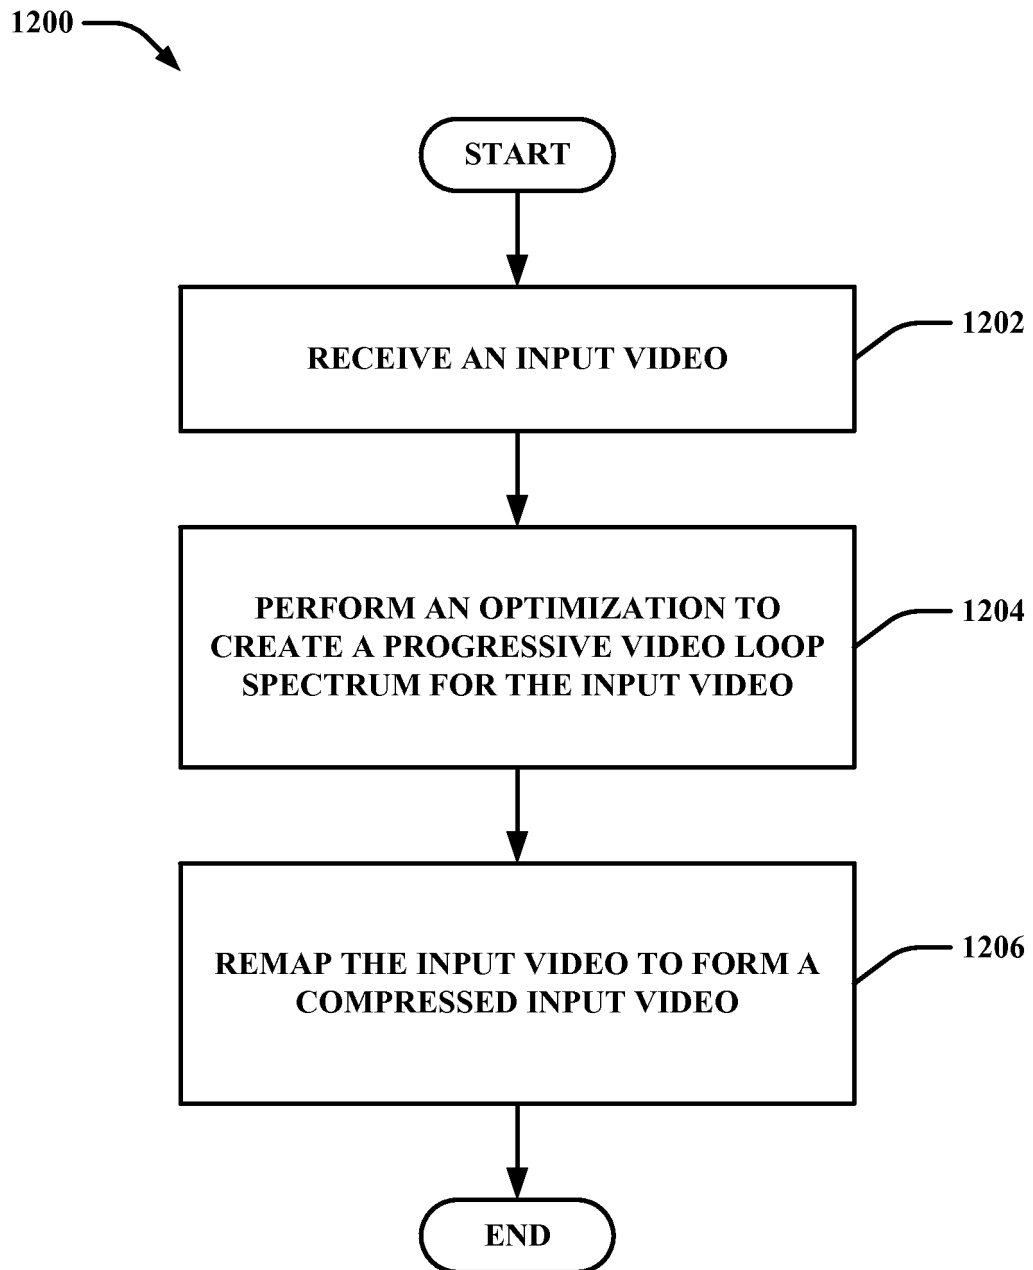 1200
START
RECEIVE AN INPUT VIDEO
1202
PERFORM AN OPTIMIZATION TO
CREATE A PROGRESSIVE VIDEO LOOP
SPECTRUM FOR THE INPUT VIDEO
1204
REMAP THE INPUT VIDEO TO FORM A
COMPRESSED INPUT VIDEO
1206
END